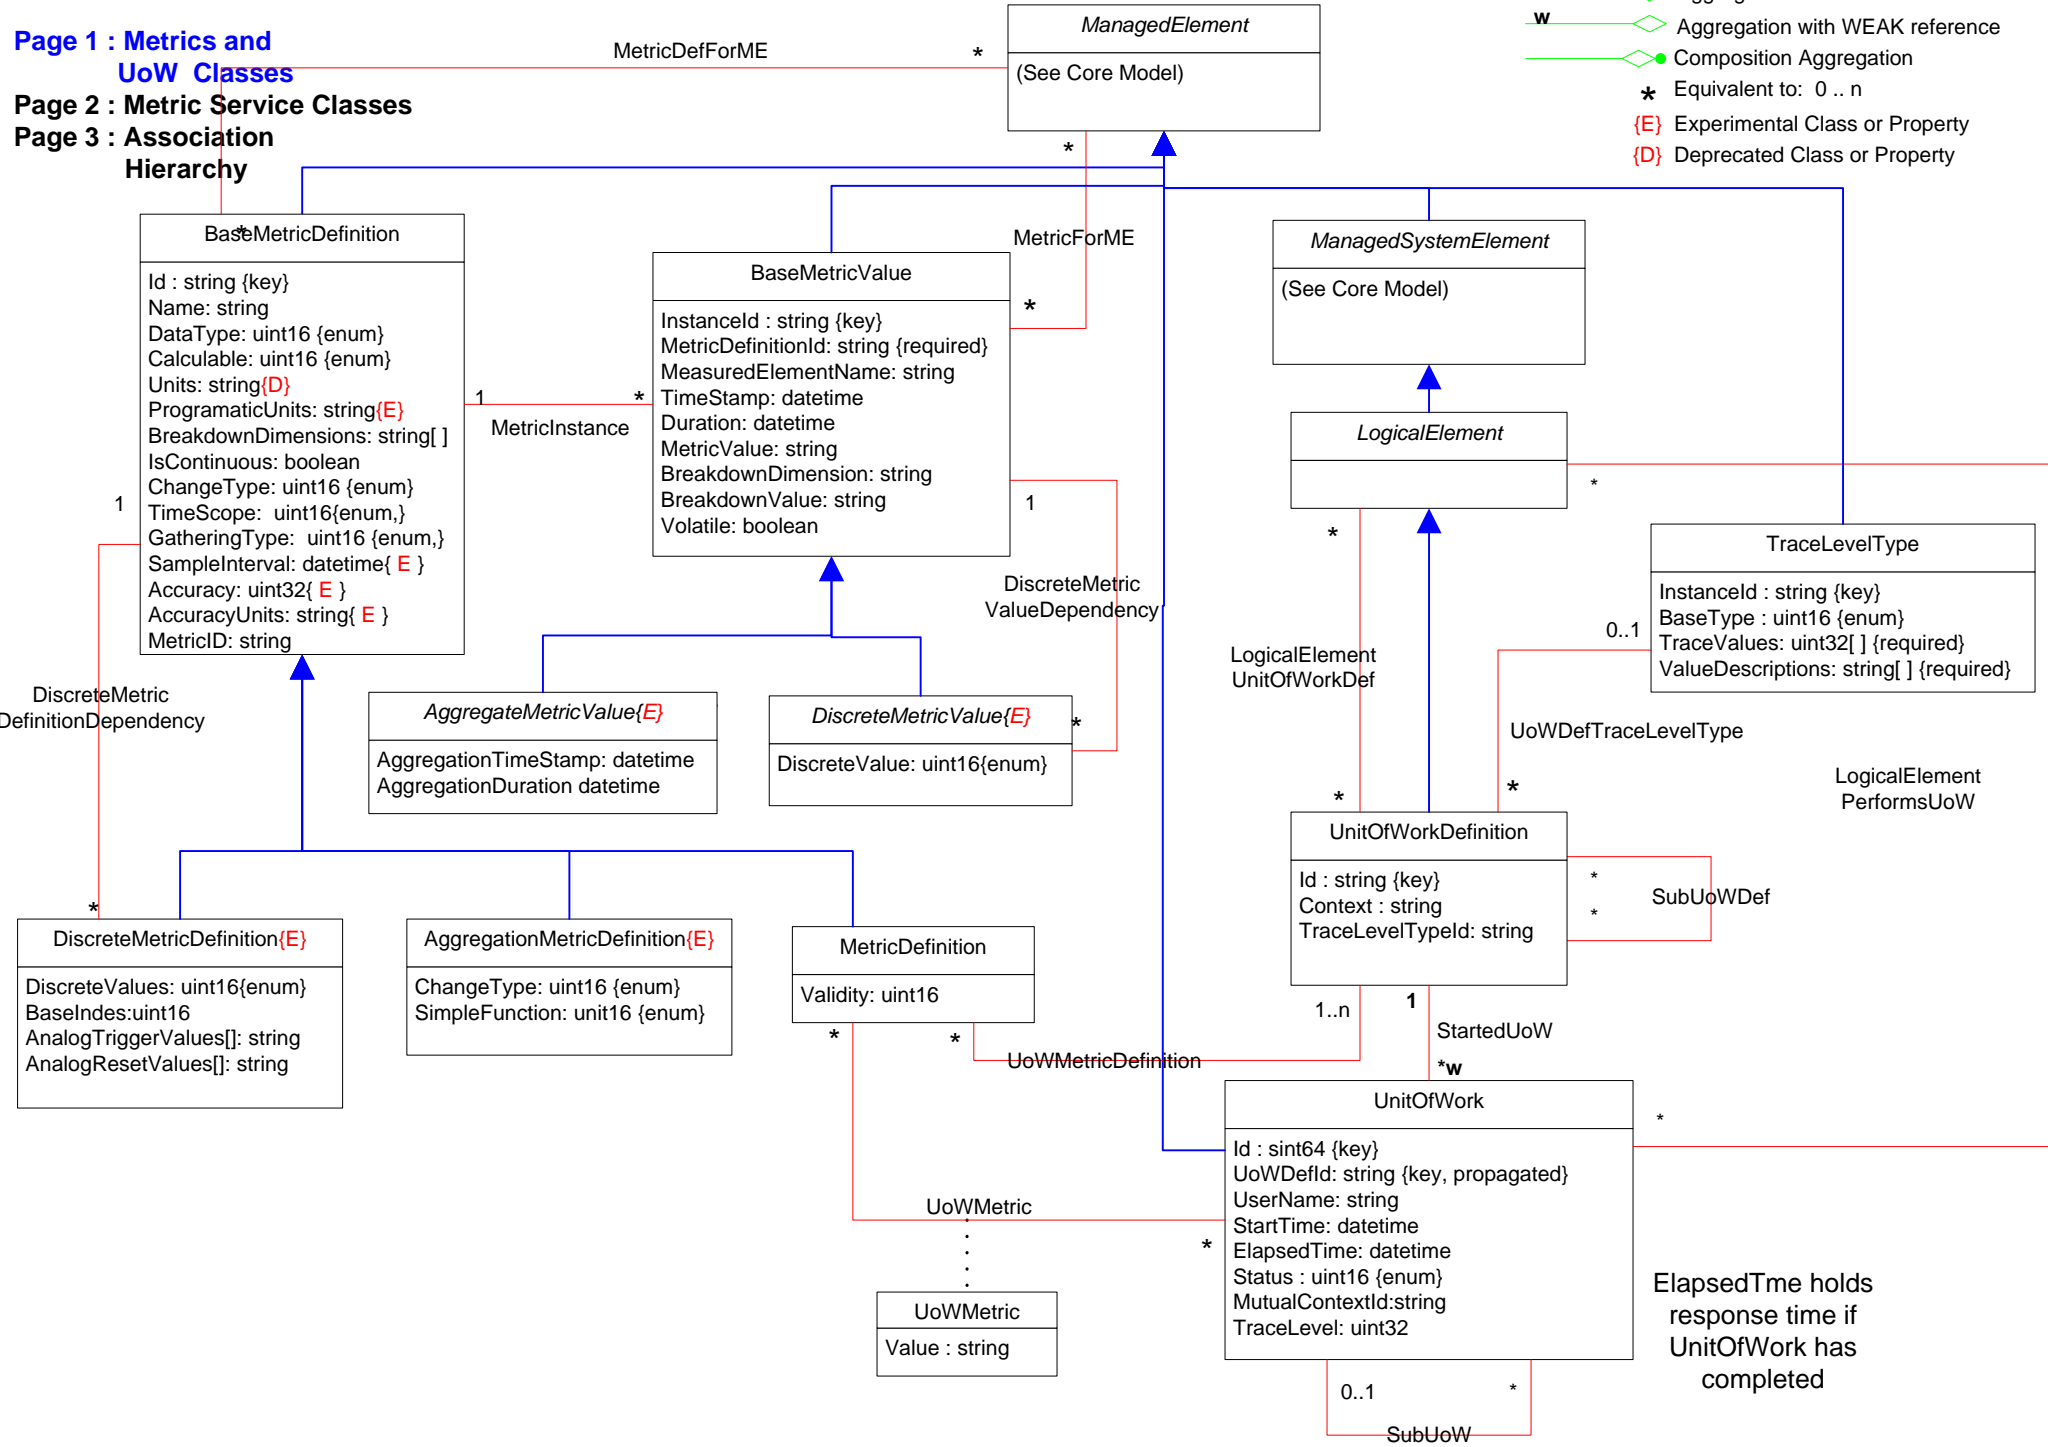 Page 1 : Metrics and
UoW Classes
Page 2 : Metric Service Classes
Page 3 : Association
Hierarchy
w
Aggregation with WEAK reference
Composition Aggregation
* Equivalent to: 0 .. n
{E} Experimental Class or Property
{D} Deprecated Class or Property
ManagedElement
(See Core Model)
MetricDefForME
*
*
*
BaseMetricDefinition
Id : string {key}
Name: string
DataType: uint16 {enum}
Calculable: uint16 {enum}
Units: string{D}
ProgramaticUnits: string{E}
BreakdownDimensions: string[ ]
IsContinuous: boolean
ChangeType: uint16 {enum}
TimeScope: uint16{enum,}
GatheringType: uint16 {enum,}
SampleInterval: datetime{ E }
Accuracy: uint32{ E }
AccuracyUnits: string{ E }
MetricID: string
1
*
MetricInstance
BaseMetricValue
InstanceId : string {key}
MetricDefinitionId: string {required}
MeasuredElementName: string
TimeStamp: datetime
Duration: datetime
MetricValue: string
BreakdownDimension: string
BreakdownValue: string
Volatile: boolean
MetricForME
*
1
DiscreteMetric
ValueDependency
*
ManagedSystemElement
(See Core Model)
LogicalElement
*
*
LogicalElement
UnitOfWorkDef
*
TraceLevelType
InstanceId : string {key}
BaseType : uint16 {enum}
TraceValues: uint32[ ] {required}
ValueDescriptions: string[ ] {required}
0..1
UoWDefTraceLevelType
*
LogicalElement
PerformsUoW
1
DiscreteMetric
DefinitionDependency
*
AggregateMetricValue{E}
AggregationTimeStamp: datetime
AggregationDuration datetime
DiscreteMetricValue{E}
DiscreteValue: uint16{enum}
UnitOfWorkDefinition
Id : string {key}
Context : string
TraceLevelTypeId: string
*
*
SubUoWDef
DiscreteMetricDefinition{E}
DiscreteValues: uint16{enum}
BaseIndes:uint16
AnalogTriggerValues[]: string
AnalogResetValues[]: string
AggregationMetricDefinition{E}
ChangeType: uint16 {enum}
SimpleFunction: unit16 {enum}
MetricDefinition
Validity: uint16
*
*
1..n
UoWMetricDefinition
1
StartedUoW
*w
UnitOfWork
Id : sint64 {key}
UoWDefId: string {key, propagated}
UserName: string
StartTime: datetime
ElapsedTime: datetime
Status : uint16 {enum}
MutualContextId:string
TraceLevel: uint32
*
UoWMetric
*
UoWMetric
Value : string
0..1
*
SubUoW
ElapsedTme holds
response time if
UnitOfWork has
completed